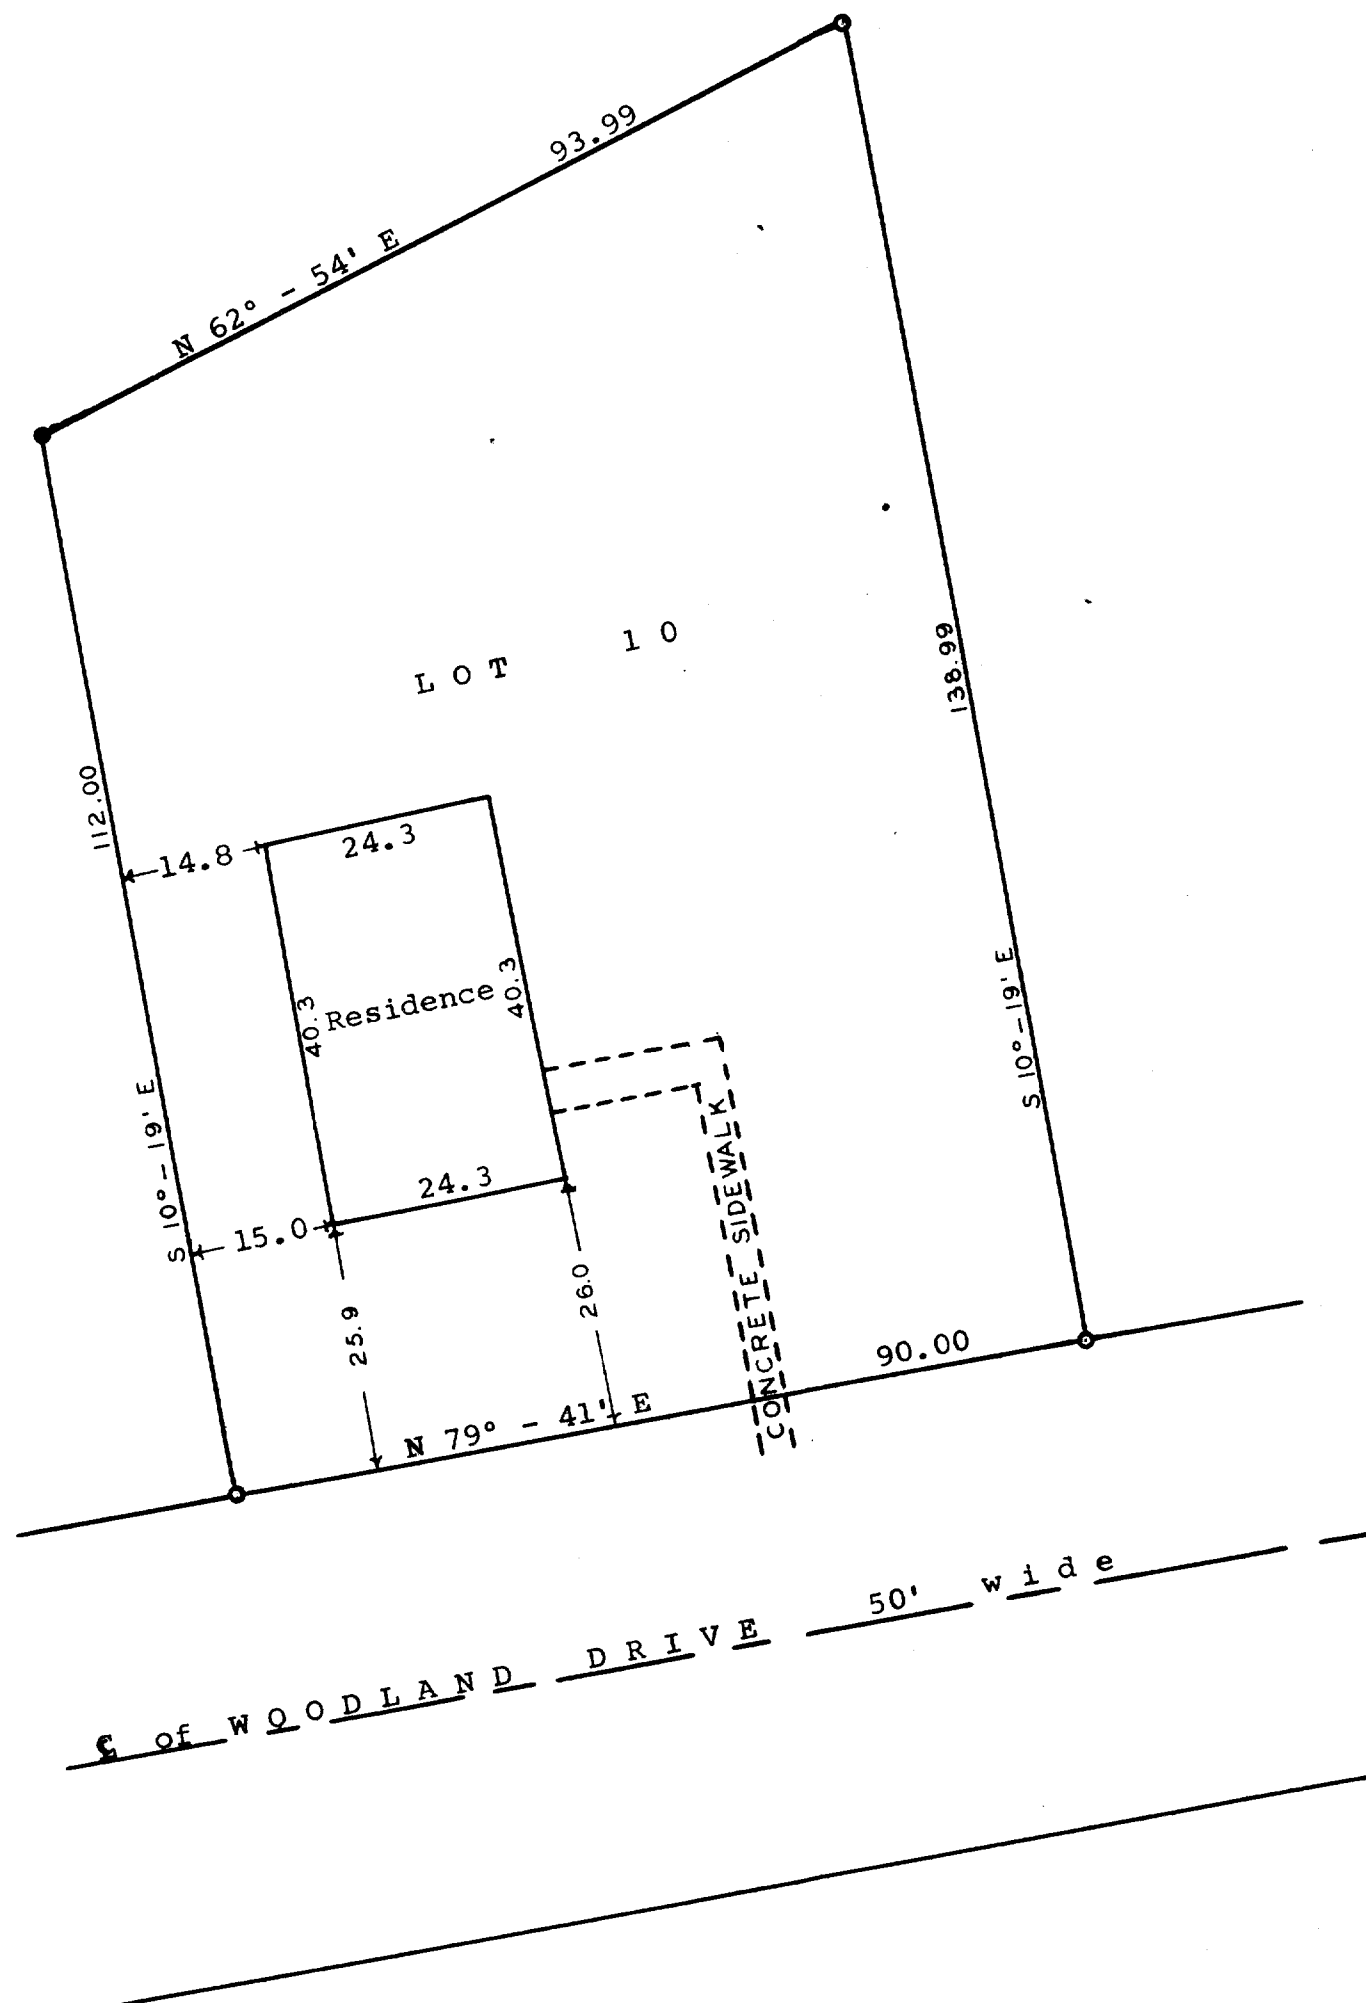 93.99
N 62° - 54' E
LOT 10
138.99
112.00
14.8
24.3
40.3
Residence
40.3
S 10° - 19' E
S 10° - 19' E
CONCRETE SIDEWALK
24.3
15.0
25.9
26.0
90.00
N 79° - 41' E
℄ of WOODLAND DRIVE 50' wide